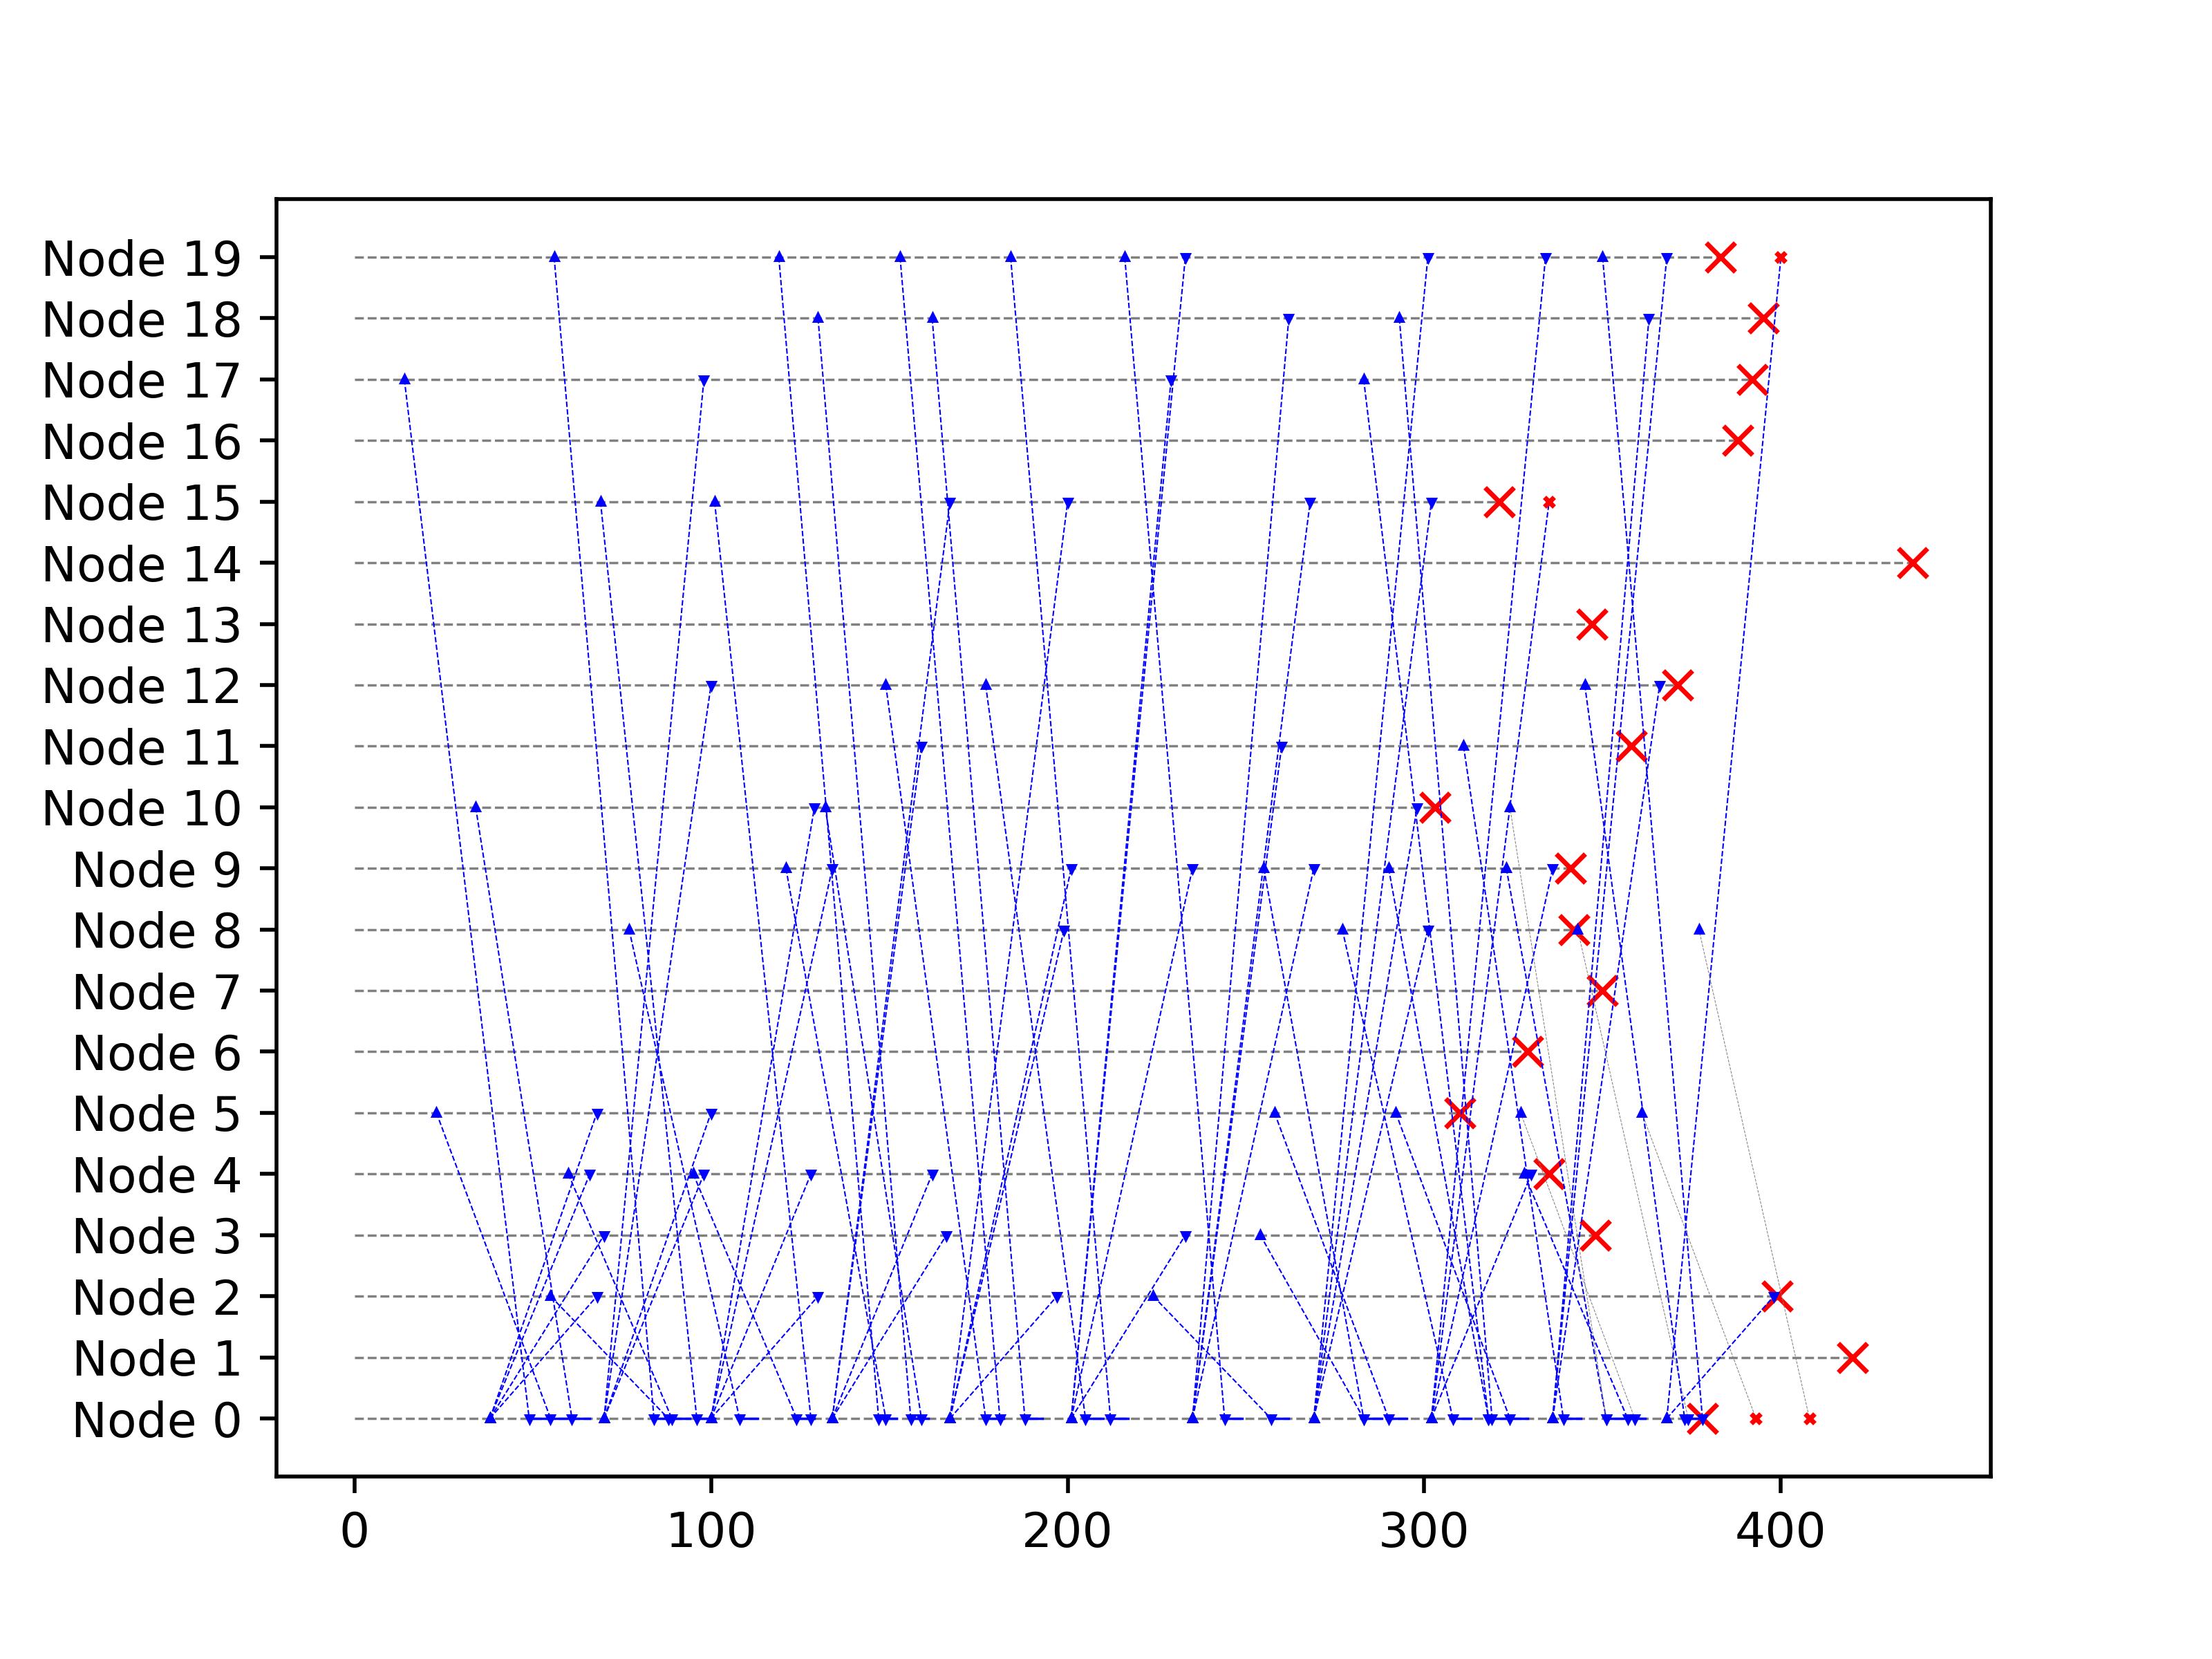 Node 19
Node 18
Node 17
Node 16
Node 15
Node 14
Node 13
Node 12
Node 11
Node 10
Node 9
Node 8
Node 7
Node 6
Node 5
Node 4
Node 3
Node 2
Node 1
Node 0
0 100 200 300 400